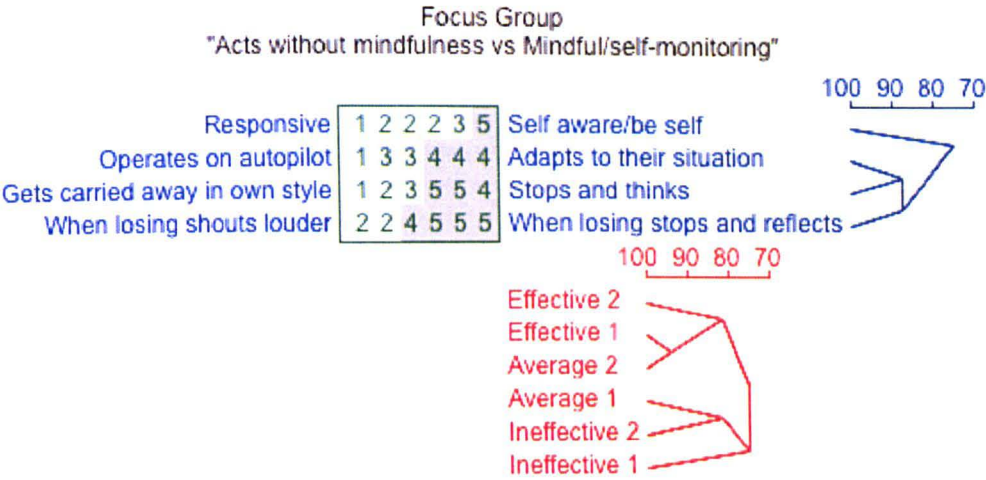 Focus Group
"Acts without mindfulness vs Mindful/self-monitoring"
100 90 80 70
Responsive 1 2 2 2 3 5 Self aware/be self
Operates on autopilot 1 3 3 4 4 4 Adapts to their situation
Gets carried away in own style 1 2 3 5 5 4 Stops and thinks
When losing shouts louder 2 2 4 5 5 5 When losing stops and reflects
100 90 80 70
Effective 2
Effective 1
Average 2
Average 1
Ineffective 2
Ineffective 1